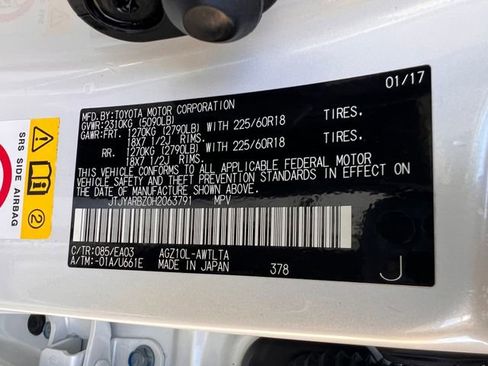 MFD.BY:TOYOTA MOTOR CORPORATION 01/17
GVWR:2310KG (5090LB)
GAWR:FRT. 1270KG (2790LB) WITH 225/60R18 TIRES.
18X7 1/2J RIMS.
RR. 1270KG (2790LB) WITH 225/60R18 TIRES.
18X7 1/2J RIMS.
THIS VEHICLE CONFORMS TO ALL APPLICABLE FEDERAL MOTOR
VEHICLE SAFETY AND THEFT PREVENTION STANDARDS IN EFFECT ON
THE DATE OF MANUFACTURE SHOWN ABOVE.
JTJYARBZ0H2063791 MPV
C/TR:085/EA03 AGZ10L-AWTLTA
A/TM:-01A/U661E MADE IN JAPAN 378 J
SRS SIDE AIRBAG
2